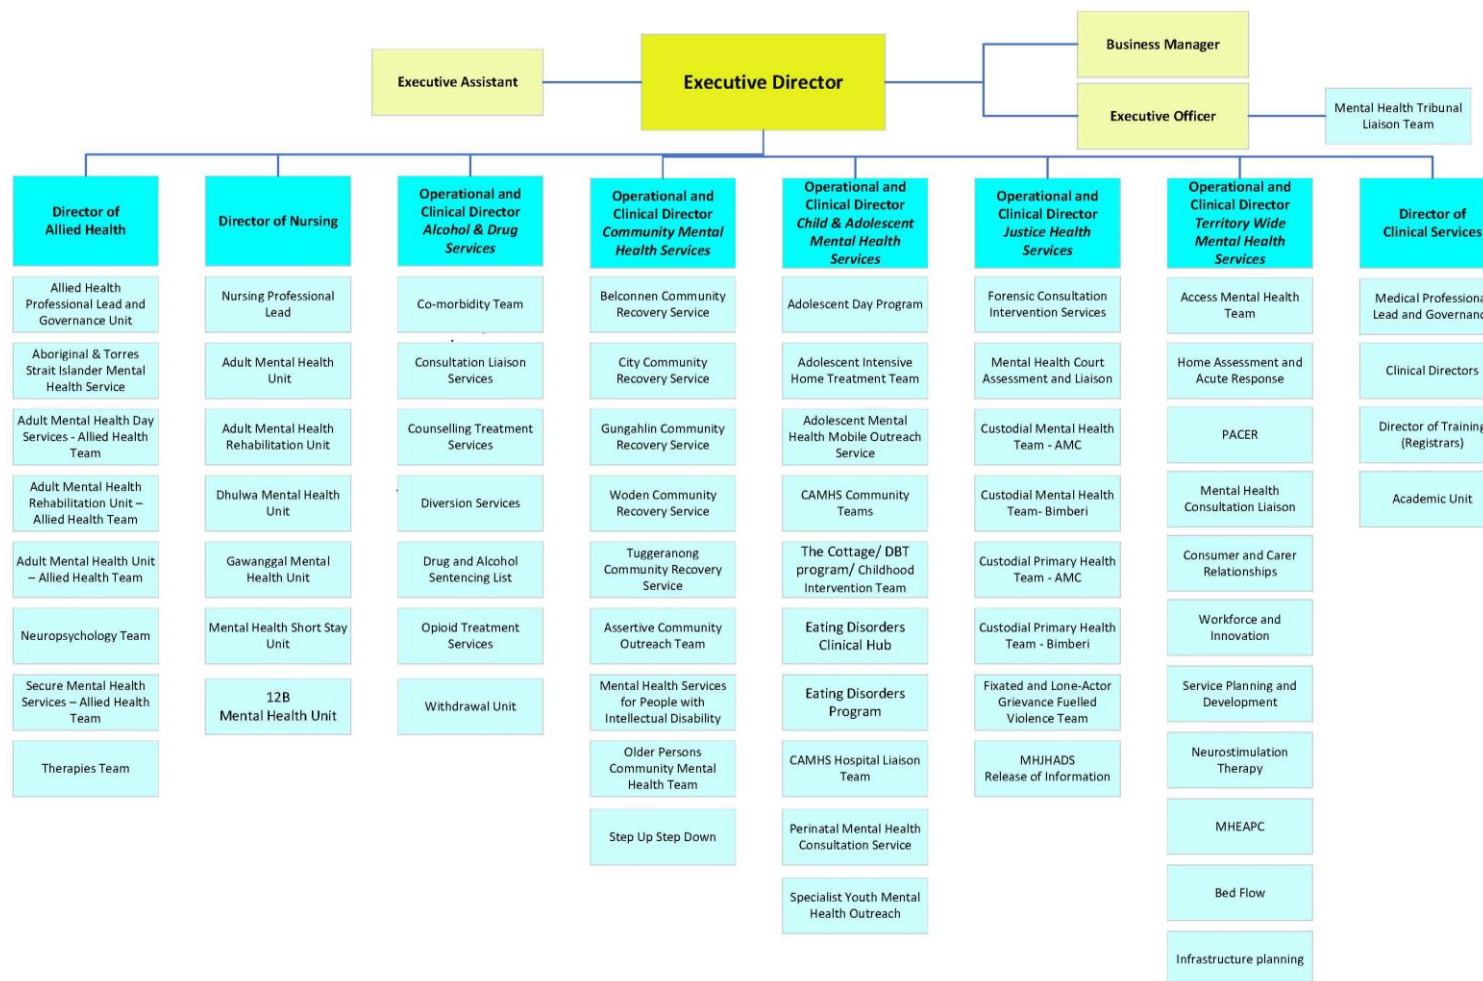 Executive Assistant
Executive Director
Business Manager
Executive Officer
Mental Health Tribunal
Liaison Team
Director of
Allied Health
Allied Health
Professional Lead and
Governance Unit
Aboriginal & Torres
Strait Islander Mental
Health Service
Adult Mental Health Day
Services - Allied Health
Team
Adult Mental Health
Rehabilitation Unit –
Allied Health Team
Adult Mental Health Unit
– Allied Health Team
Neuropsychology Team
Secure Mental Health
Services – Allied Health
Team
Therapies Team
Director of Nursing
Nursing Professional
Lead
Adult Mental Health
Unit
Adult Mental Health
Rehabilitation Unit
Dhulwa Mental Health
Unit
Gawanggal Mental
Health Unit
Mental Health Short Stay
Unit
12B
Mental Health Unit
Operational and
Clinical Director
Alcohol & Drug
Services
Co-morbidity Team
Consultation Liaison
Services
Counselling Treatment
Services
Diversion Services
Drug and Alcohol
Sentencing List
Opioid Treatment
Services
Withdrawal Unit
Operational and
Clinical Director
Community Mental
Health Services
Belconnen Community
Recovery Service
City Community
Recovery Service
Gungahlin Community
Recovery Service
Woden Community
Recovery Service
Tuggeranong
Community Recovery
Service
Assertive Community
Outreach Team
Mental Health Services
for People with
Intellectual Disability
Older Persons
Community Mental
Health Team
Step Up Step Down
Operational and
Clinical Director
Child & Adolescent
Mental Health
Services
Adolescent Day Program
Adolescent Intensive
Home Treatment Team
Adolescent Mental
Health Mobile Outreach
Service
CAMHS Community
Teams
The Cottage/ DBT
program/ Childhood
Intervention Team
Eating Disorders
Clinical Hub
Eating Disorders
Program
CAMHS Hospital Liaison
Team
Perinatal Mental Health
Consultation Service
Specialist Youth Mental
Health Outreach
Operational and
Clinical Director
Justice Health
Services
Forensic Consultation
Intervention Services
Mental Health Court
Assessment and Liaison
Custodial Mental Health
Team - AMC
Custodial Mental Health
Team- Bimberi
Custodial Primary Health
Team - AMC
Custodial Primary Health
Team - Bimberi
Fixated and Lone-Actor
Grievance Fuelled
Violence Team
MHJHADS
Release of Information
Operational and
Clinical Director
Territory Wide
Mental Health
Services
Access Mental Health
Team
Home Assessment and
Acute Response
PACER
Mental Health
Consultation Liaison
Consumer and Carer
Relationships
Workforce and
Innovation
Service Planning and
Development
Neurostimulation
Therapy
MHEAPC
Bed Flow
Infrastructure planning
Director of
Clinical Services
Medical Professional
Lead and Governance
Clinical Directors
Director of Training
(Registrars)
Academic Unit